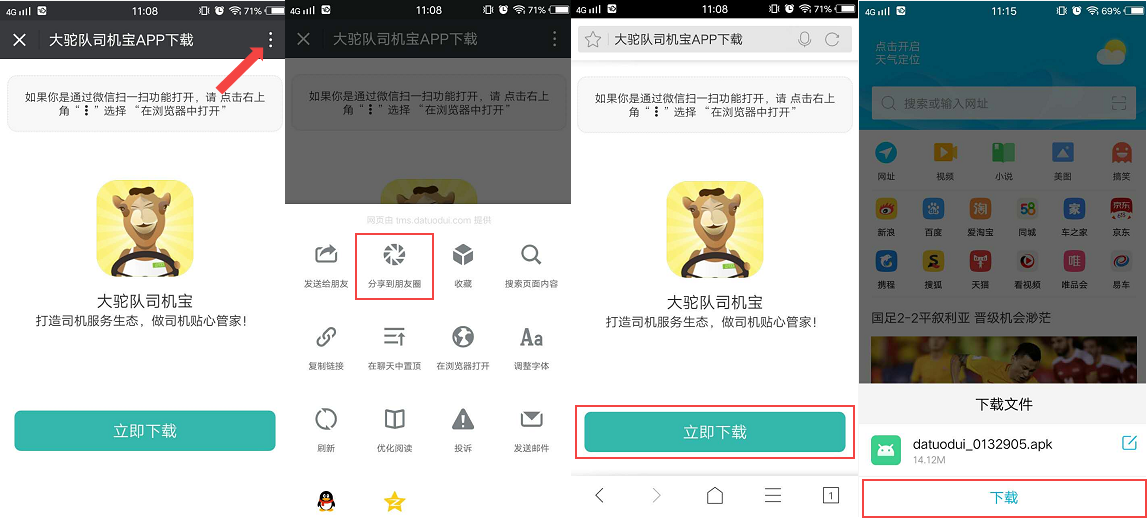 4G 11:08 71%
大驼队司机宝APP下载
如果你是通过微信扫一扫功能打开，请 点击右上
角“⋮”选择 “在浏览器中打开”
大驼队司机宝
打造司机服务生态，做司机贴心管家！
立即下载
4G 11:08 71%
大驼队司机宝APP下载
如果你是通过微信扫一扫功能打开，请 点击右上
角“⋮”选择 “在浏览器中打开”
网页由 tms.datuodui.com 提供
发送给朋友 分享到朋友圈 收藏 搜索页面内容
Aa
复制链接 在聊天中置顶 在浏览器打开 调整字体
刷新 优化阅读 投诉 发送邮件
4G 11:08 71%
大驼队司机宝APP下载
如果你是通过微信扫一扫功能打开，请 点击右上
角“⋮”选择 “在浏览器中打开”
大驼队司机宝
打造司机服务生态，做司机贴心管家！
立即下载
1
4G 11:15 69%
点击开启
天气定位
搜索或输入网址
网址 视频 小说 美图 搞笑
淘 58 家 京东
新浪 百度 爱淘宝 同城 车之家 京东
唯
携程 搜狐 天猫 看视频 唯品会 易车
国足2-2平叙利亚 晋级机会渺茫
下载文件
datuodui_0132905.apk
14.12M
下载